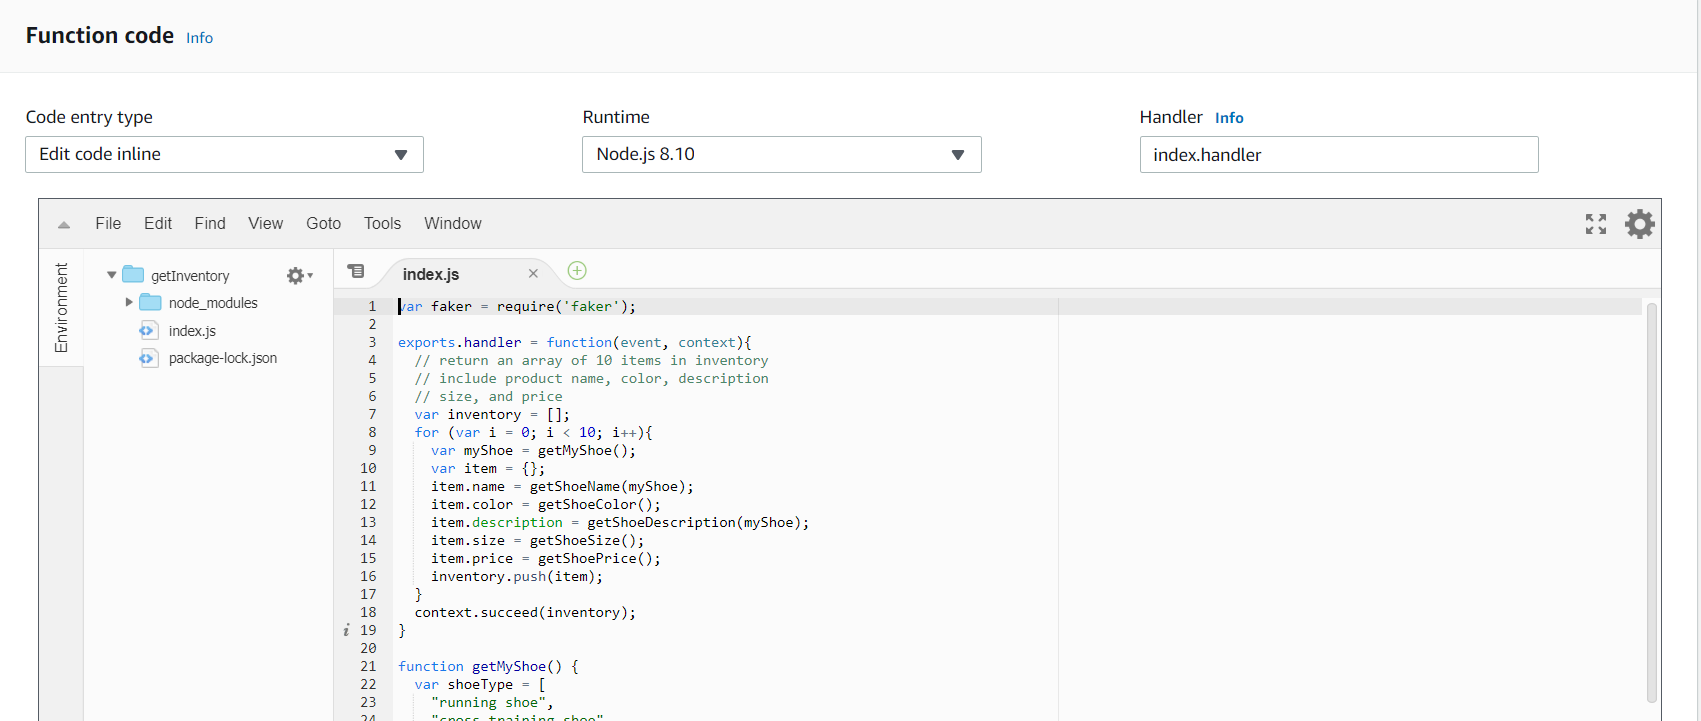 Function code Info
Code entry type
Runtime
Handler Info
Edit code inline
Node.js 8.10
index.handler
File Edit Find View Goto Tools Window
Environment
getInventory
node_modules
index.js
package-lock.json
index.js
1 var faker = require('faker');
2
3 exports.handler = function(event, context){
4 // return an array of 10 items in inventory
5 // include product name, color, description
6 // size, and price
7 var inventory = [];
8 for (var i = 0; i < 10; i++){
9 var myShoe = getMyShoe();
10 var item = {};
11 item.name = getShoeName(myShoe);
12 item.color = getShoeColor();
13 item.description = getShoeDescription(myShoe);
14 item.size = getShoeSize();
15 item.price = getShoePrice();
16 inventory.push(item);
17 }
18 context.succeed(inventory);
i 19 }
20
21 function getMyShoe() {
22 var shoeType = [
23 "running shoe",
24 "cross training shoe"